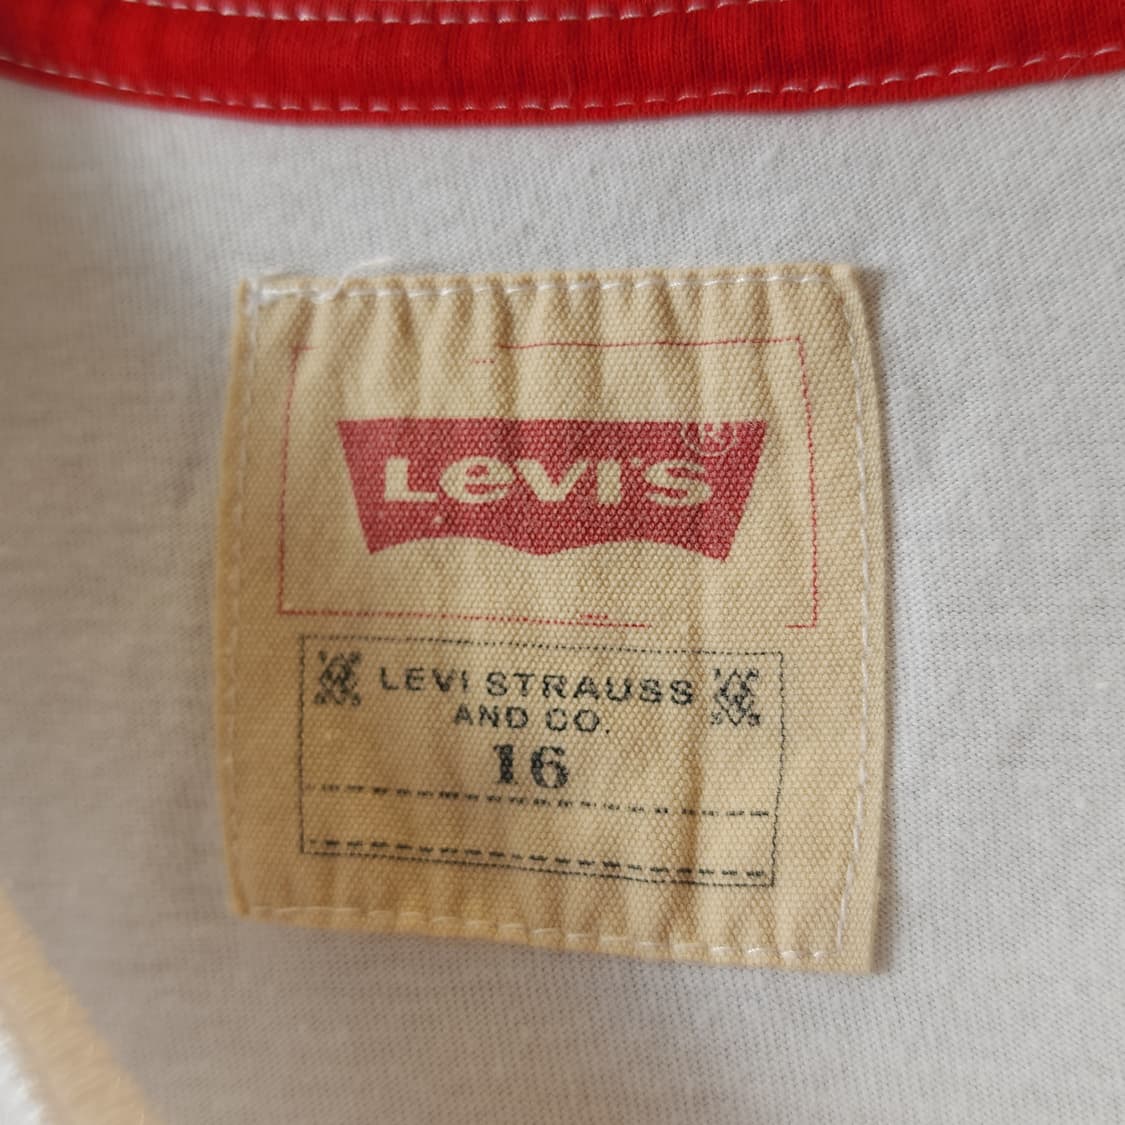 LEVI'S®
LEVI STRAUSS
AND CO.
16